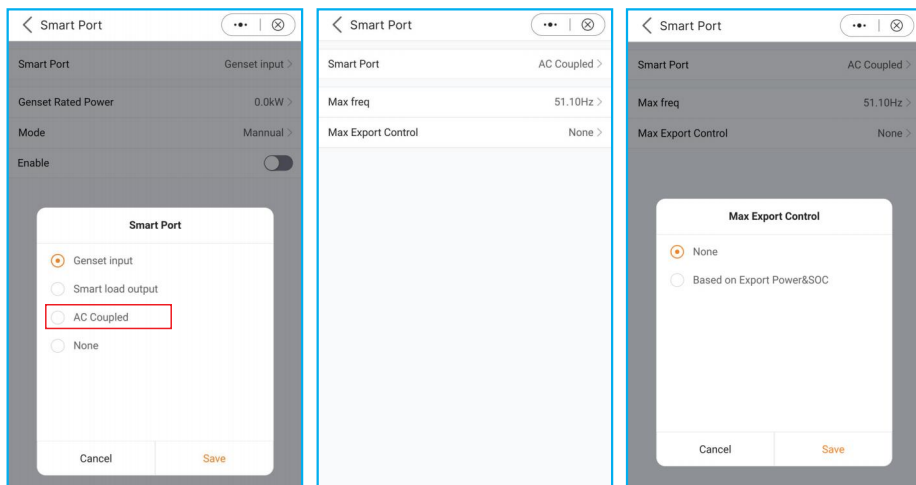 Smart Port
Smart Port Genset input
Genset Rated Power 0.0kW
Mode Mannual
Enable
Smart Port
Genset input
Smart load output
AC Coupled
None
Cancel Save
Smart Port
Smart Port AC Coupled
Max freq 51.10Hz
Max Export Control None
Smart Port
Smart Port AC Coupled
Max freq 51.10Hz
Max Export Control None
Max Export Control
None
Based on Export Power&SOC
Cancel Save